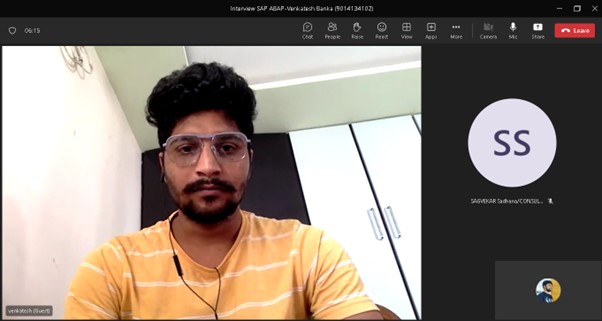 Interview SAP ABAP-Venkatesh Banka (9014134102)
06:15
Chat People Raise React View Apps More Camera Mic Share Leave
SS
SAGVEKAR Sadhana/CONSUL...
venkatesh (Guest)